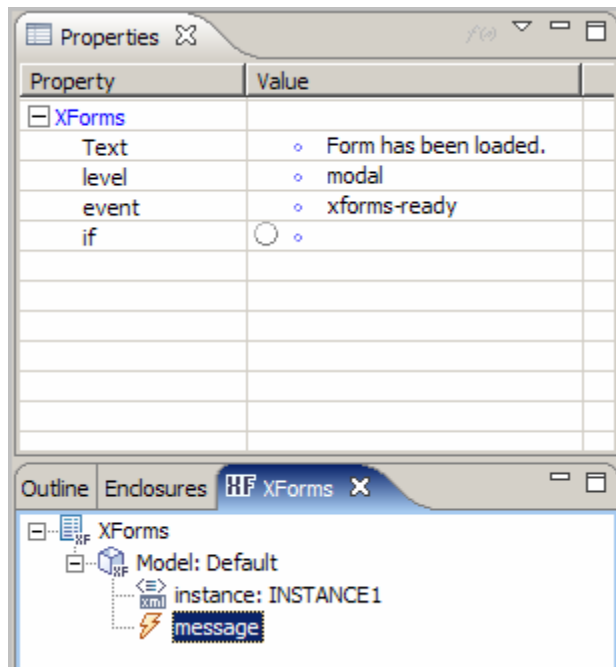 Properties
Property Value
XForms
Text Form has been loaded.
level modal
event xforms-ready
if
Outline Enclosures XForms
XForms
Model: Default
instance: INSTANCE1
message